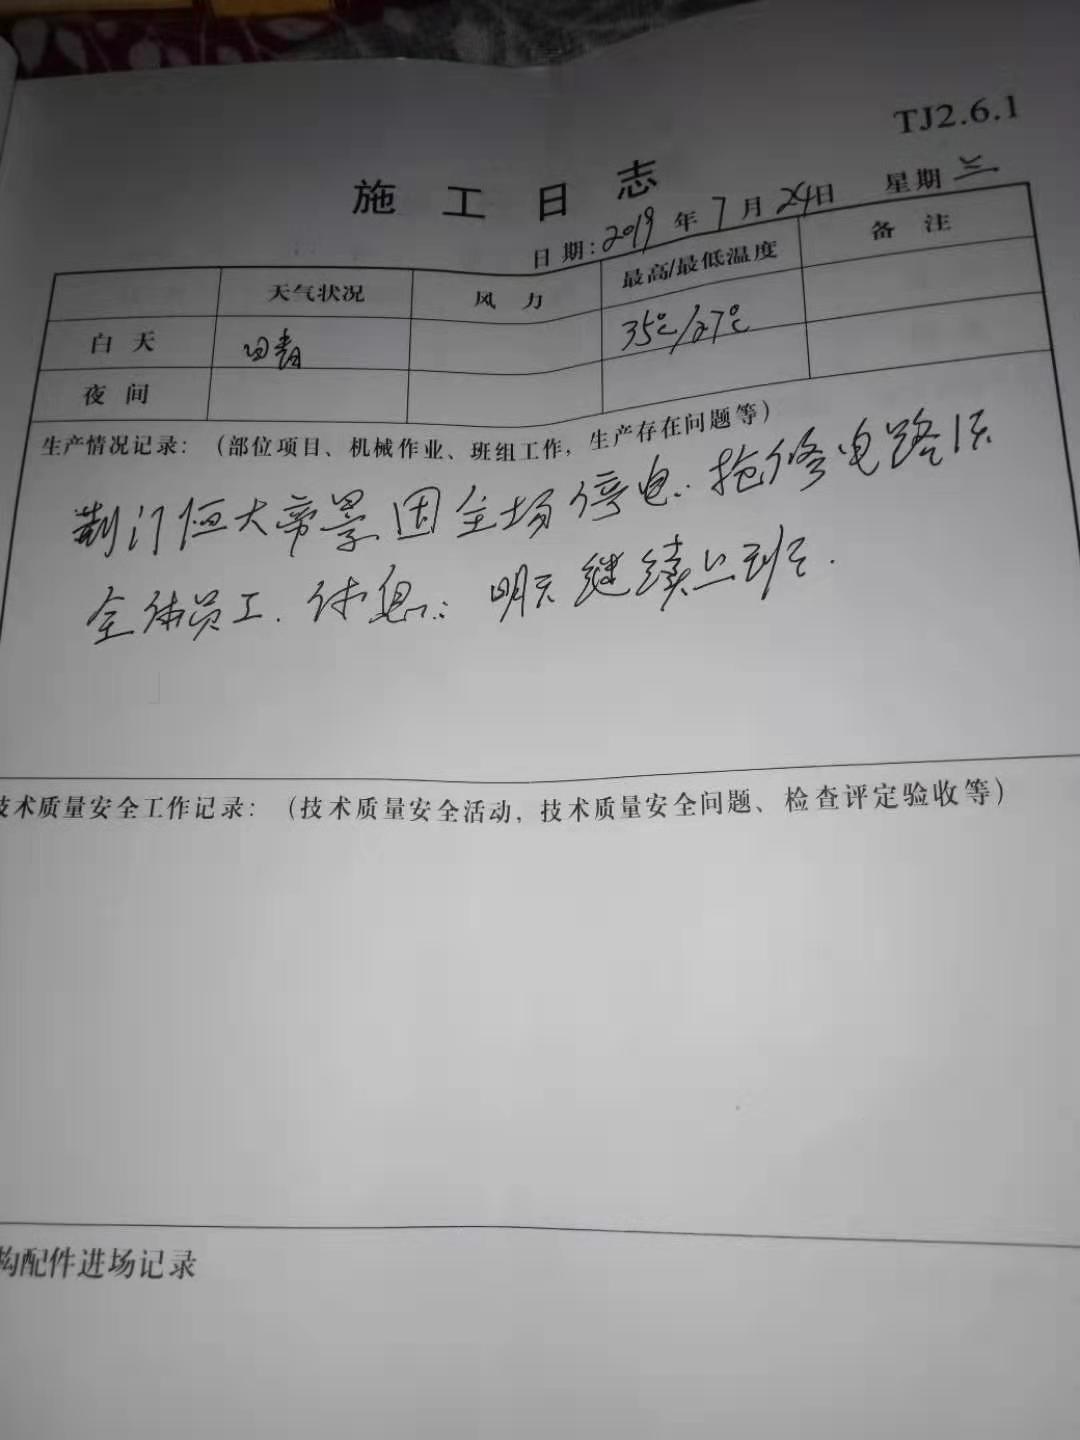 TJ2.6.1
施工日志
日期:2019年7月24日 星期三
天气状况 风力 最高/最低温度 备注
白天 晴 35℃/27℃
夜间
生产情况记录:(部位项目、机械作业、班组工作,生产存在问题等)
荆门恒大帝景因全场停电∴抢修电路
全体员工.休息∴明天继续上班.
技术质量安全工作记录:(技术质量安全活动,技术质量安全问题、检查评定验收等)
构配件进场记录